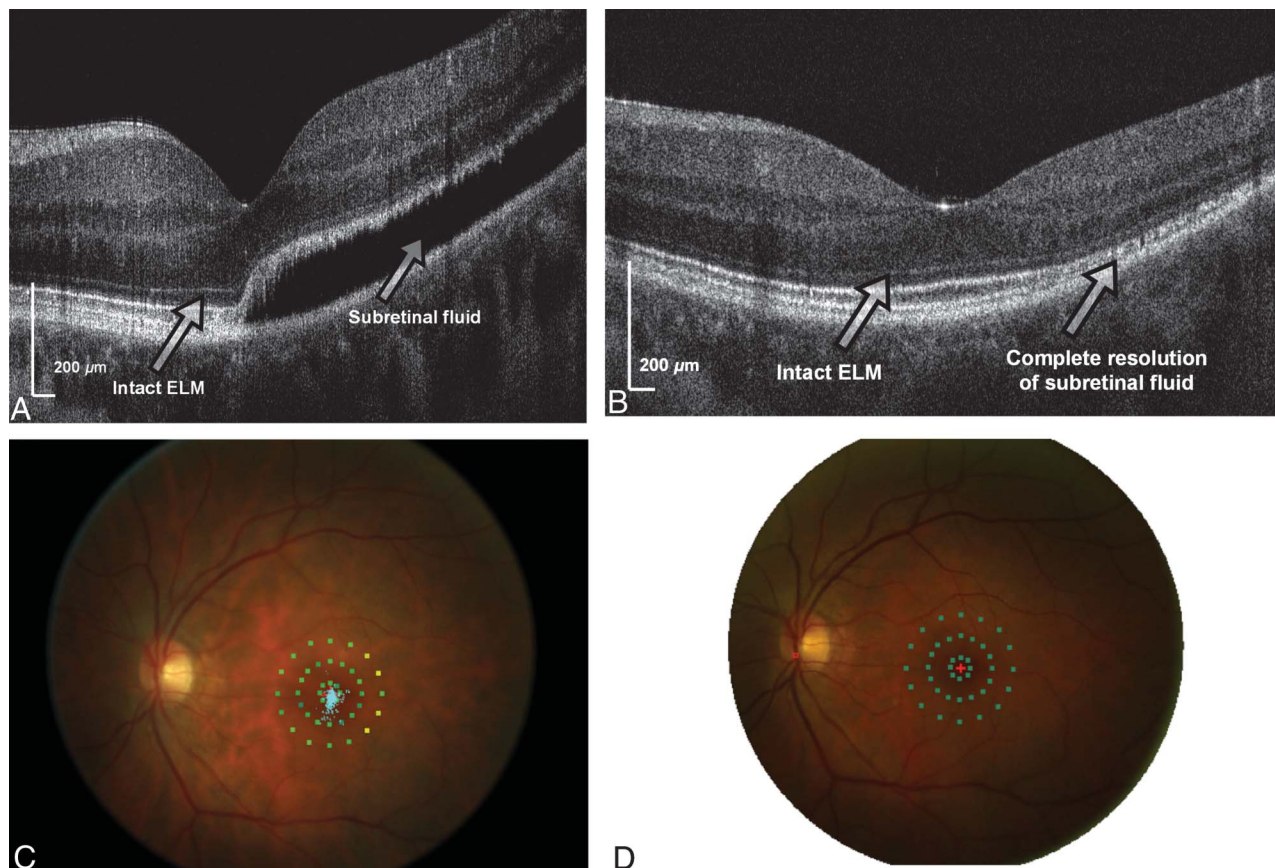 200 µm
Intact ELM
Subretinal fluid
A
200 µm
Intact ELM
Complete resolution
of subretinal fluid
B
C
D